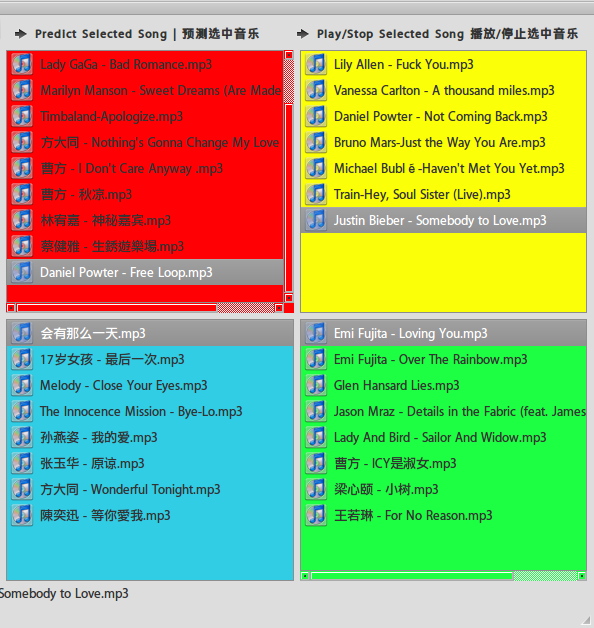 Predict Selected Song | 预测选中音乐
Play/Stop Selected Song 播放/停止选中音乐
Lady GaGa - Bad Romance.mp3
Marilyn Manson - Sweet Dreams (Are Made
Timbaland-Apologize.mp3
方大同 - Nothing's Gonna Change My Love
曹方 - I Don't Care Anyway .mp3
曹方 - 秋凉.mp3
林宥嘉 - 神秘嘉宾.mp3
蔡健雅 - 生銹遊樂場.mp3
Daniel Powter - Free Loop.mp3
Lily Allen - Fuck You.mp3
Vanessa Carlton - A thousand miles.mp3
Daniel Powter - Not Coming Back.mp3
Bruno Mars-Just the Way You Are.mp3
Michael Bubl é -Haven't Met You Yet.mp3
Train-Hey, Soul Sister (Live).mp3
Justin Bieber - Somebody to Love.mp3
会有那么一天.mp3
17岁女孩 - 最后一次.mp3
Melody - Close Your Eyes.mp3
The Innocence Mission - Bye-Lo.mp3
孙燕姿 - 我的爱.mp3
张玉华 - 原谅.mp3
方大同 - Wonderful Tonight.mp3
陳奕迅 - 等你愛我.mp3
Emi Fujita - Loving You.mp3
Emi Fujita - Over The Rainbow.mp3
Glen Hansard Lies.mp3
Jason Mraz - Details in the Fabric (feat. James
Lady And Bird - Sailor And Widow.mp3
曹方 - ICY是淑女.mp3
梁心颐 - 小树.mp3
王若琳 - For No Reason.mp3
Somebody to Love.mp3